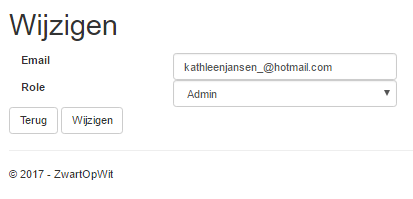 Wijzigen
Email kathleenjansen_@hotmail.com
Role Admin
Terug Wijzigen
© 2017 - ZwartOpWit